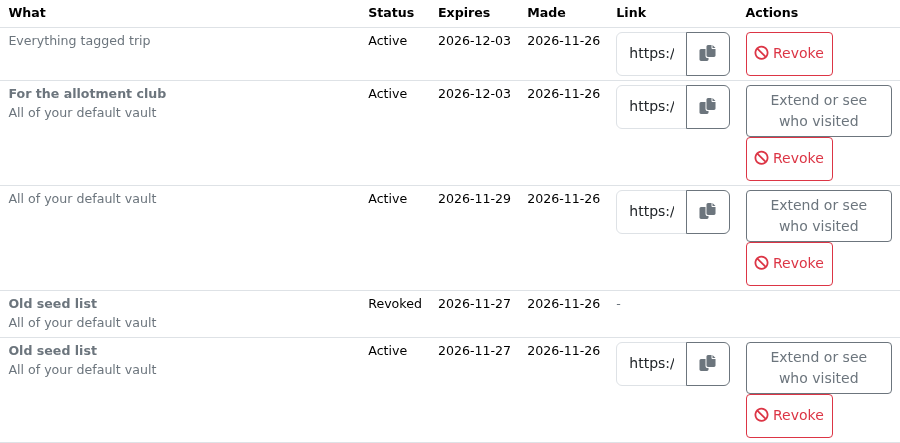 What Status Expires Made Link Actions
Everything tagged trip Active 2026-12-03 2026-11-26 https:/ Revoke
For the allotment club Active 2026-12-03 2026-11-26 https:/ Extend or see
All of your default vault who visited
Revoke
All of your default vault Active 2026-11-29 2026-11-26 https:/ Extend or see
who visited
Revoke
Old seed list Revoked 2026-11-27 2026-11-26 -
All of your default vault
Old seed list Active 2026-11-27 2026-11-26 https:/ Extend or see
All of your default vault who visited
Revoke